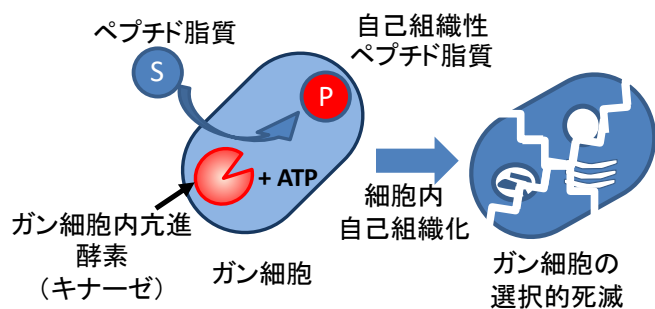 ペプチド脂質
S
自己組織性
ペプチド脂質
P
+ ATP
ガン細胞内亢進
酵素
（キナーゼ）
ガン細胞
細胞内
自己組織化
ガン細胞の
選択的死滅